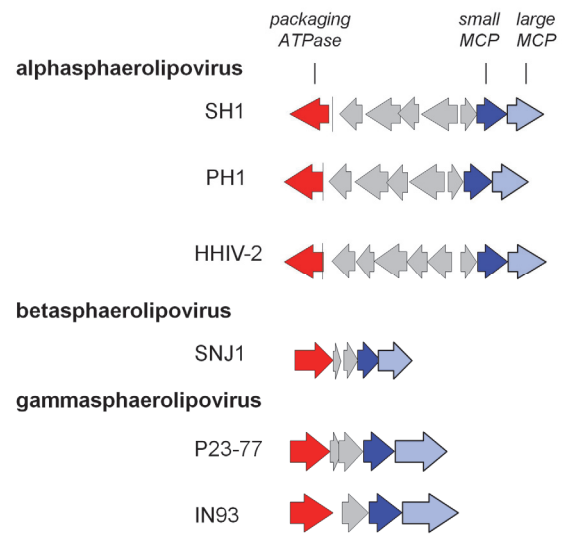 packaging ATPase
small MCP
large MCP
alphasphaerolipovirus
SH1
PH1
HHIV-2
betasphaerolipovirus
SNJ1
gammasphaerolipovirus
P23-77
IN93